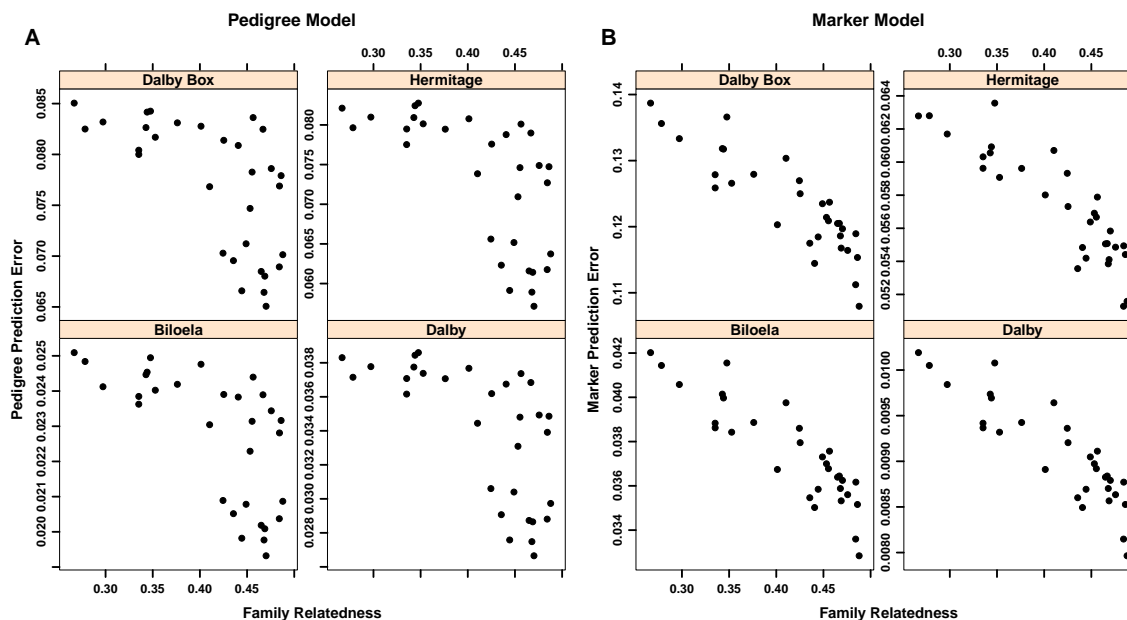 Pedigree Model
Marker Model
A
B
0.30 0.35 0.40 0.45
0.30 0.35 0.40 0.45
Dalby Box
Hermitage
Dalby Box
Hermitage
0.085
0.080
0.075
0.070
0.065
0.080
0.075
0.070
0.065
0.060
0.14
0.13
0.12
0.11
0.064
0.062
0.060
0.058
0.056
0.054
0.052
Biloela
Dalby
Biloela
Dalby
0.025
0.024
0.023
0.022
0.021
0.020
0.038
0.036
0.034
0.032
0.030
0.028
0.042
0.040
0.038
0.036
0.034
0.0100
0.0095
0.0090
0.0085
0.0080
Pedigree Prediction Error
Marker Prediction Error
0.30 0.35 0.40 0.45
0.30 0.35 0.40 0.45
Family Relatedness
Family Relatedness